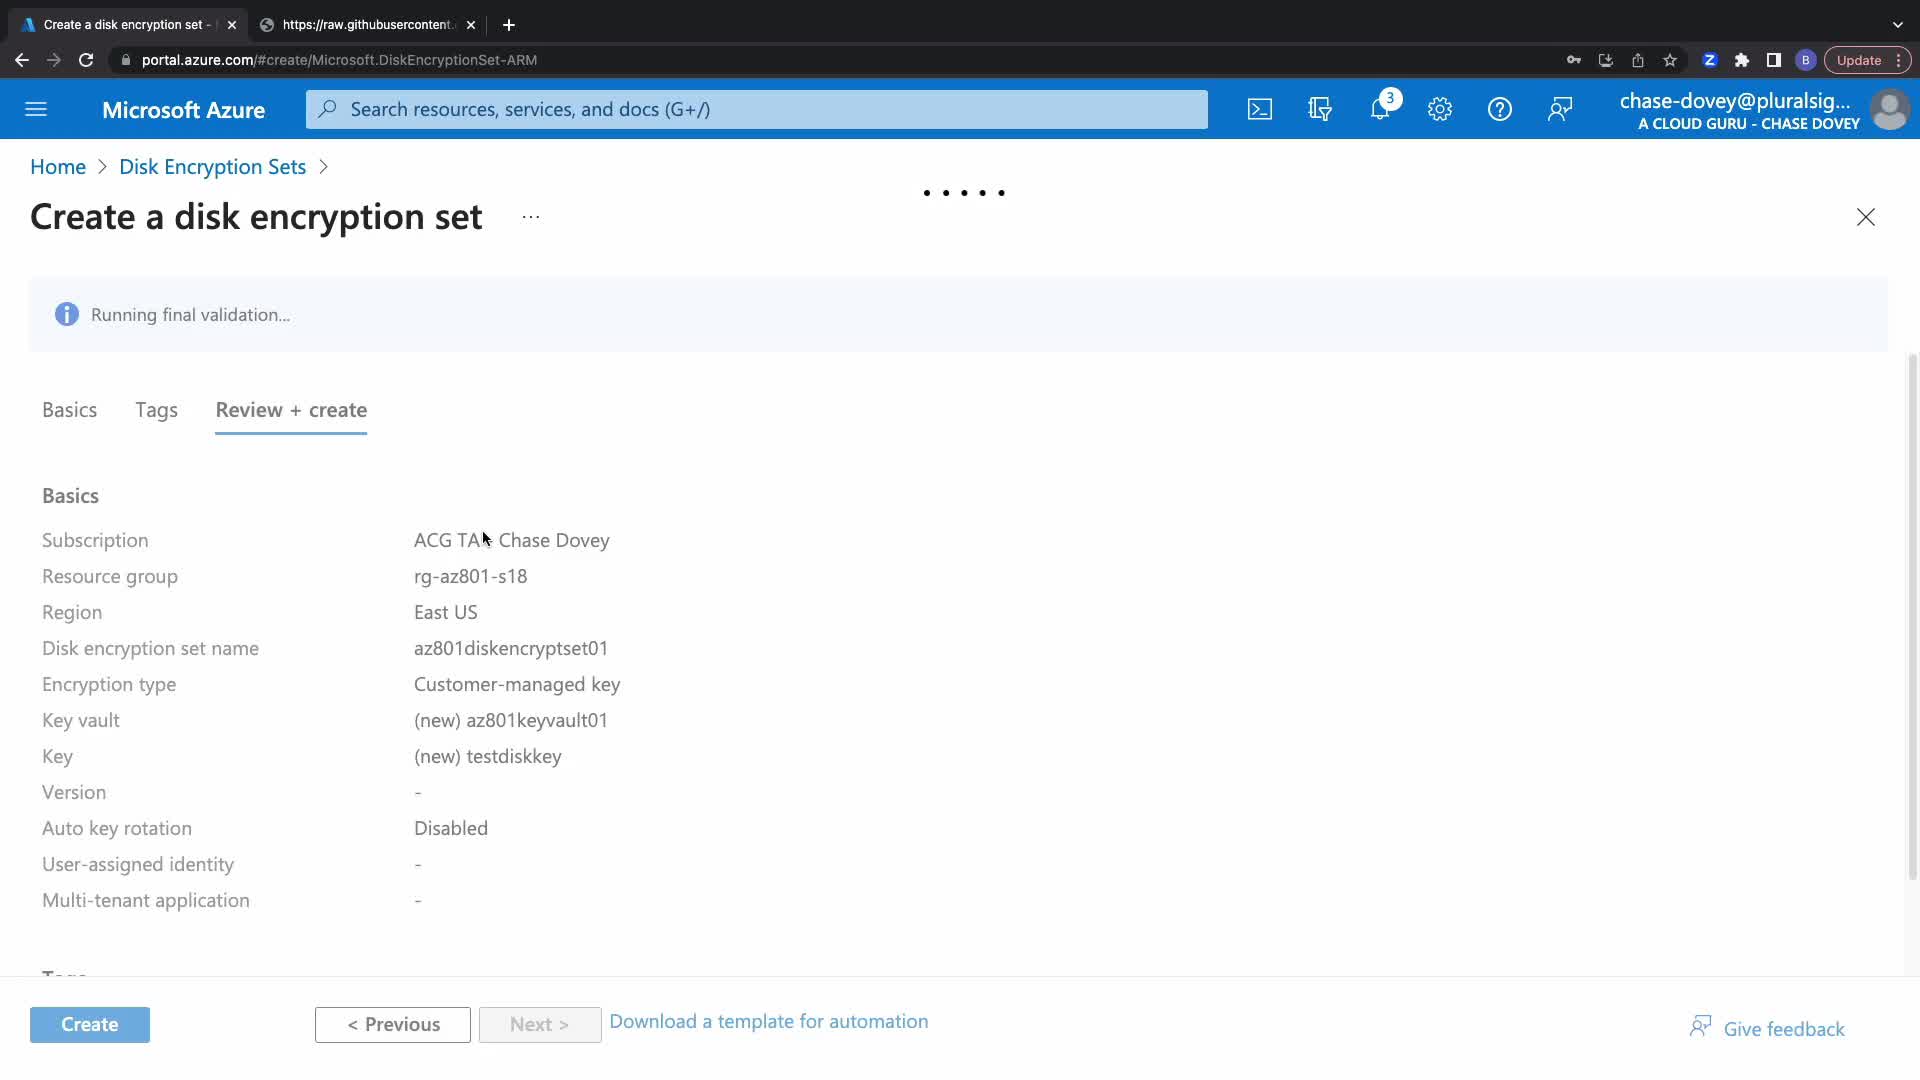 Create a disk encryption set -
https://raw.githubusercontent.
portal.azure.com/#create/Microsoft.DiskEncryptionSet-ARM
Z
B
Update
Microsoft Azure
Search resources, services, and docs (G+/)
3
chase-dovey@pluralsig...
A CLOUD GURU - CHASE DOVEY
Home > Disk Encryption Sets >
Create a disk encryption set ...
Running final validation...
Basics Tags Review + create
Basics
Subscription ACG TA Chase Dovey
Resource group rg-az801-s18
Region East US
Disk encryption set name az801diskencryptset01
Encryption type Customer-managed key
Key vault (new) az801keyvault01
Key (new) testdiskkey
Version -
Auto key rotation Disabled
User-assigned identity -
Multi-tenant application -
Create < Previous Next > Download a template for automation Give feedback